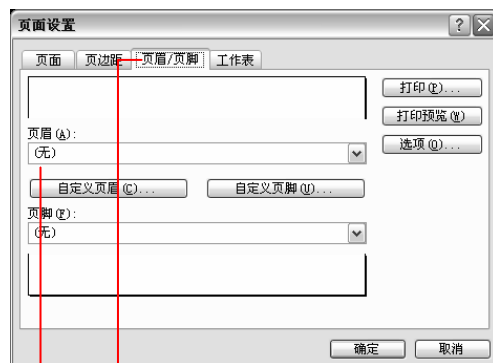 页面设置
页面 页边距 页眉/页脚 工作表
打印(P)...
打印预览(W)
选项(O)...
页眉(A):
(无)
自定义页眉(C)... 自定义页脚(U)...
页脚(F):
(无)
确定 取消